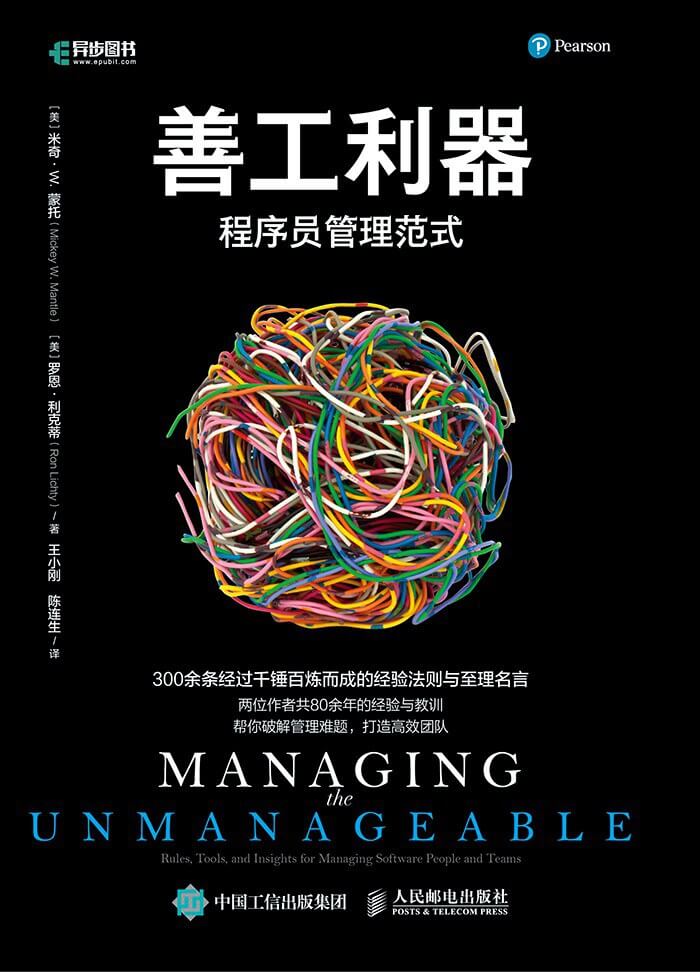 异步图书
www.epubit.com
Pearson
善工利器
程序员管理范式
[美] 米奇·W. 蒙托 (Mickey W. Mantle) [美] 罗恩·利克蒂 (Ron Lichty) / 著 王小刚 陈连生 / 译
300余条经过千锤百炼而成的经验法则与至理名言
两位作者共80余年的经验与教训
帮你破解管理难题，打造高效团队
MANAGING
the
UNMANAGEABLE
Rules, Tools, and Insights for Managing Software People and Teams
中国工信出版集团
人民邮电出版社
POSTS & TELECOM PRESS